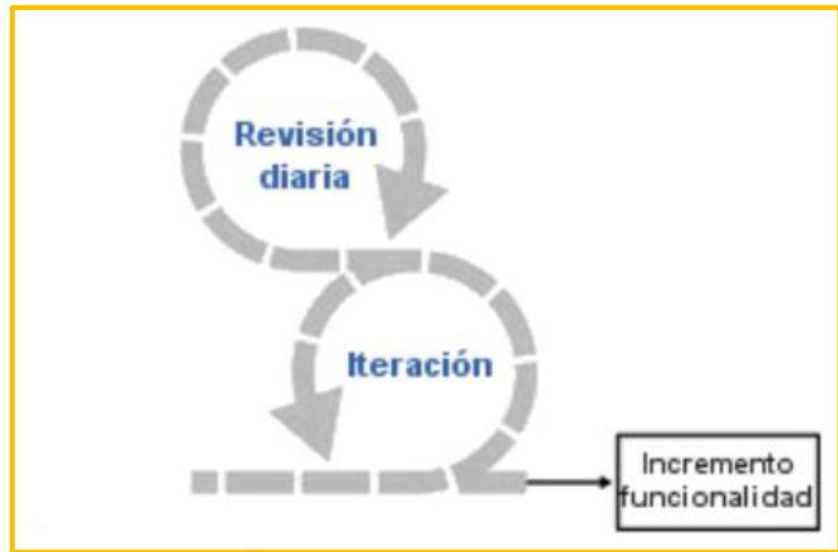 Revisión
diaria
Iteración
Incremento
funcionalidad